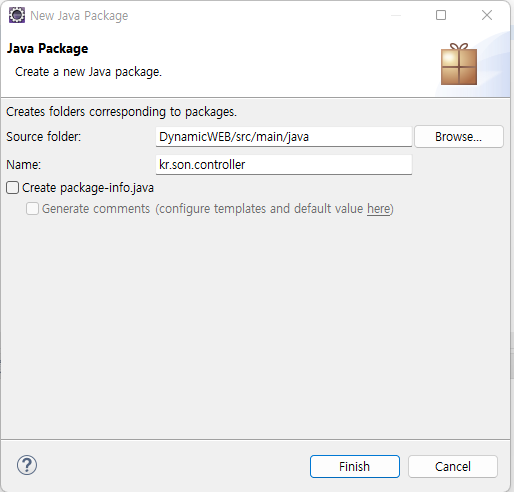 New Java Package
Java Package
Create a new Java package.
Creates folders corresponding to packages.
Source folder: DynamicWEB/src/main/java Browse...
Name: kr.son.controller
Create package-info.java
Generate comments (configure templates and default value here)
? Finish Cancel